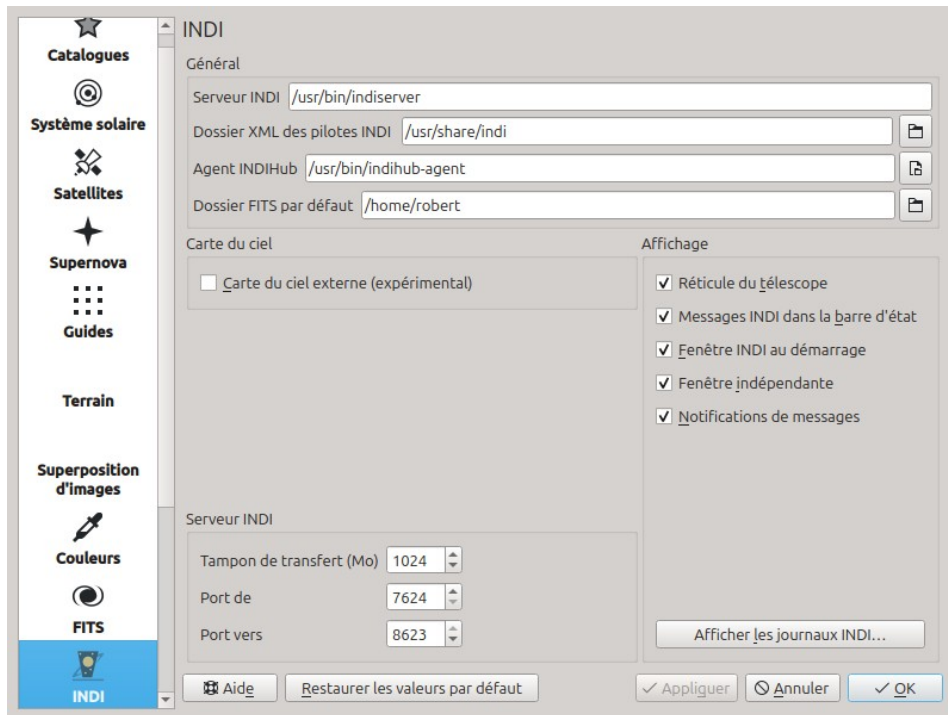 Catalogues
Système solaire
Satellites
Supernova
Guides
Terrain
Superposition
d'images
Couleurs
FITS
INDI
INDI
Général
Serveur INDI /usr/bin/indiserver
Dossier XML des pilotes INDI /usr/share/indi
Agent INDIHub /usr/bin/indihub-agent
Dossier FITS par défaut /home/robert
Carte du ciel
Carte du ciel externe (expérimental)
Affichage
Réticule du télescope
Messages INDI dans la barre d'état
Fenêtre INDI au démarrage
Fenêtre indépendante
Notifications de messages
Serveur INDI
Tampon de transfert (Mo) 1024
Port de 7624
Port vers 8623
Afficher les journaux INDI...
Aide Restaurer les valeurs par défaut Appliquer Annuler OK